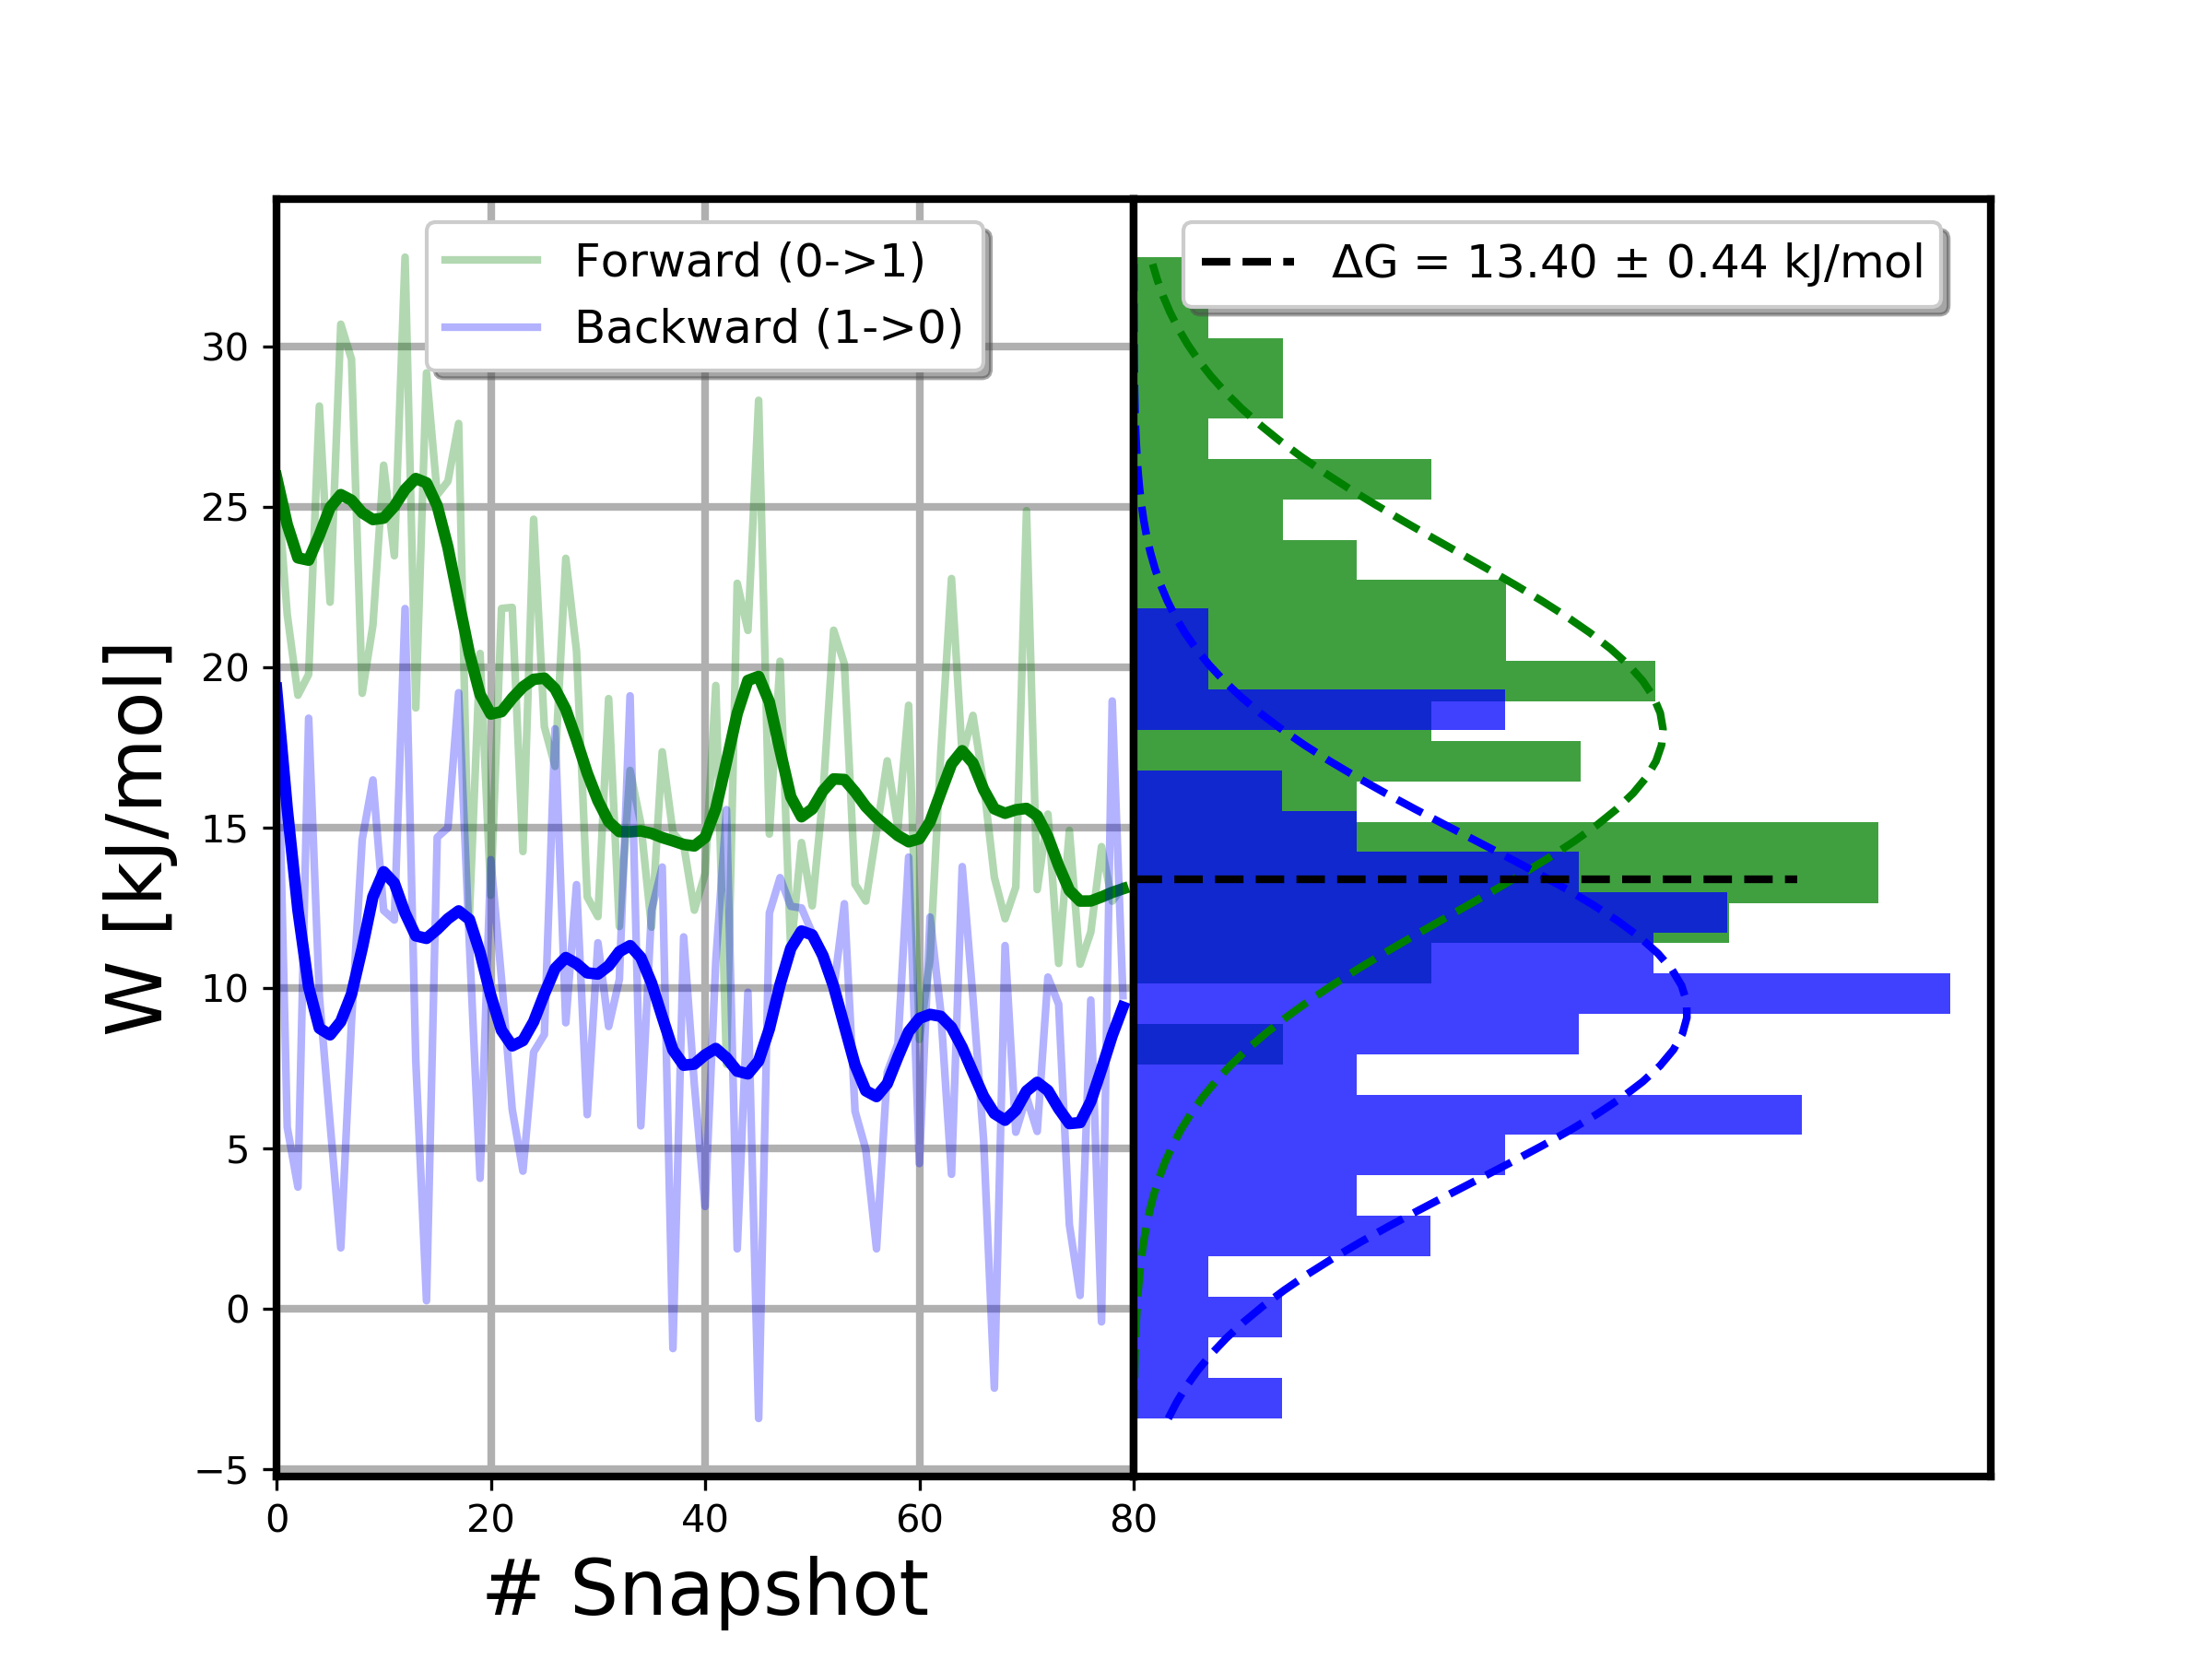 Forward (0->1)
Backward (1->0)
ΔG = 13.40 ± 0.44 kJ/mol
W [kJ/mol]
30
25
20
15
10
5
0
−5
0 20 40 60 80
# Snapshot